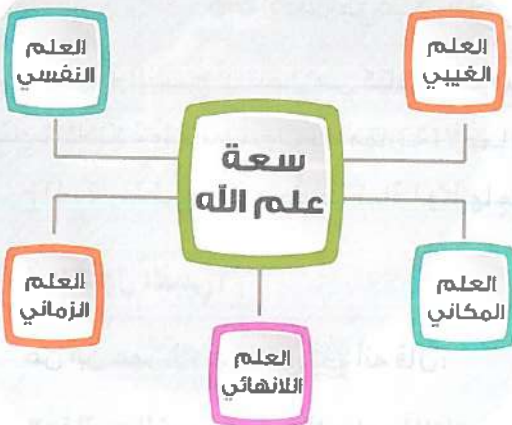 العلم
الغيبي
العلم
النفسي
سعة
علم الله
العلم
المكاني
العلم
الزماني
العلم
اللانهائي